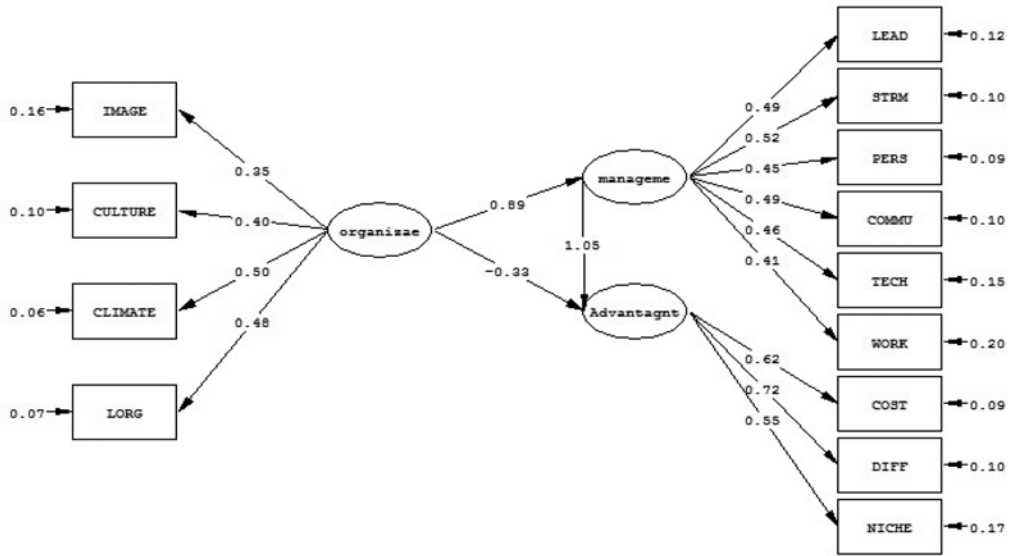 0.16
IMAGE
0.35
0.10
CULTURE
0.40
0.06
CLIMATE
0.50
0.07
LORG
0.48
organizae
0.89
-0.33
manageme
1.05
Advantagnt
0.49
LEAD
0.12
0.52
STRM
0.10
0.45
PERS
0.09
0.49
COMMU
0.10
0.46
TECH
0.15
0.41
WORK
0.20
0.62
COST
0.09
0.72
DIFF
0.10
0.55
NICHE
0.17